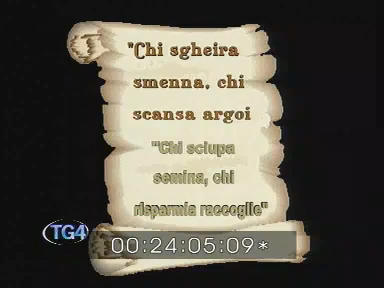 "Chi sgheira
smenna, chi
scansa argoi
"Chi sciupa
semina, chi
risparmia raccoglie"
TG4
00:24:05:09*